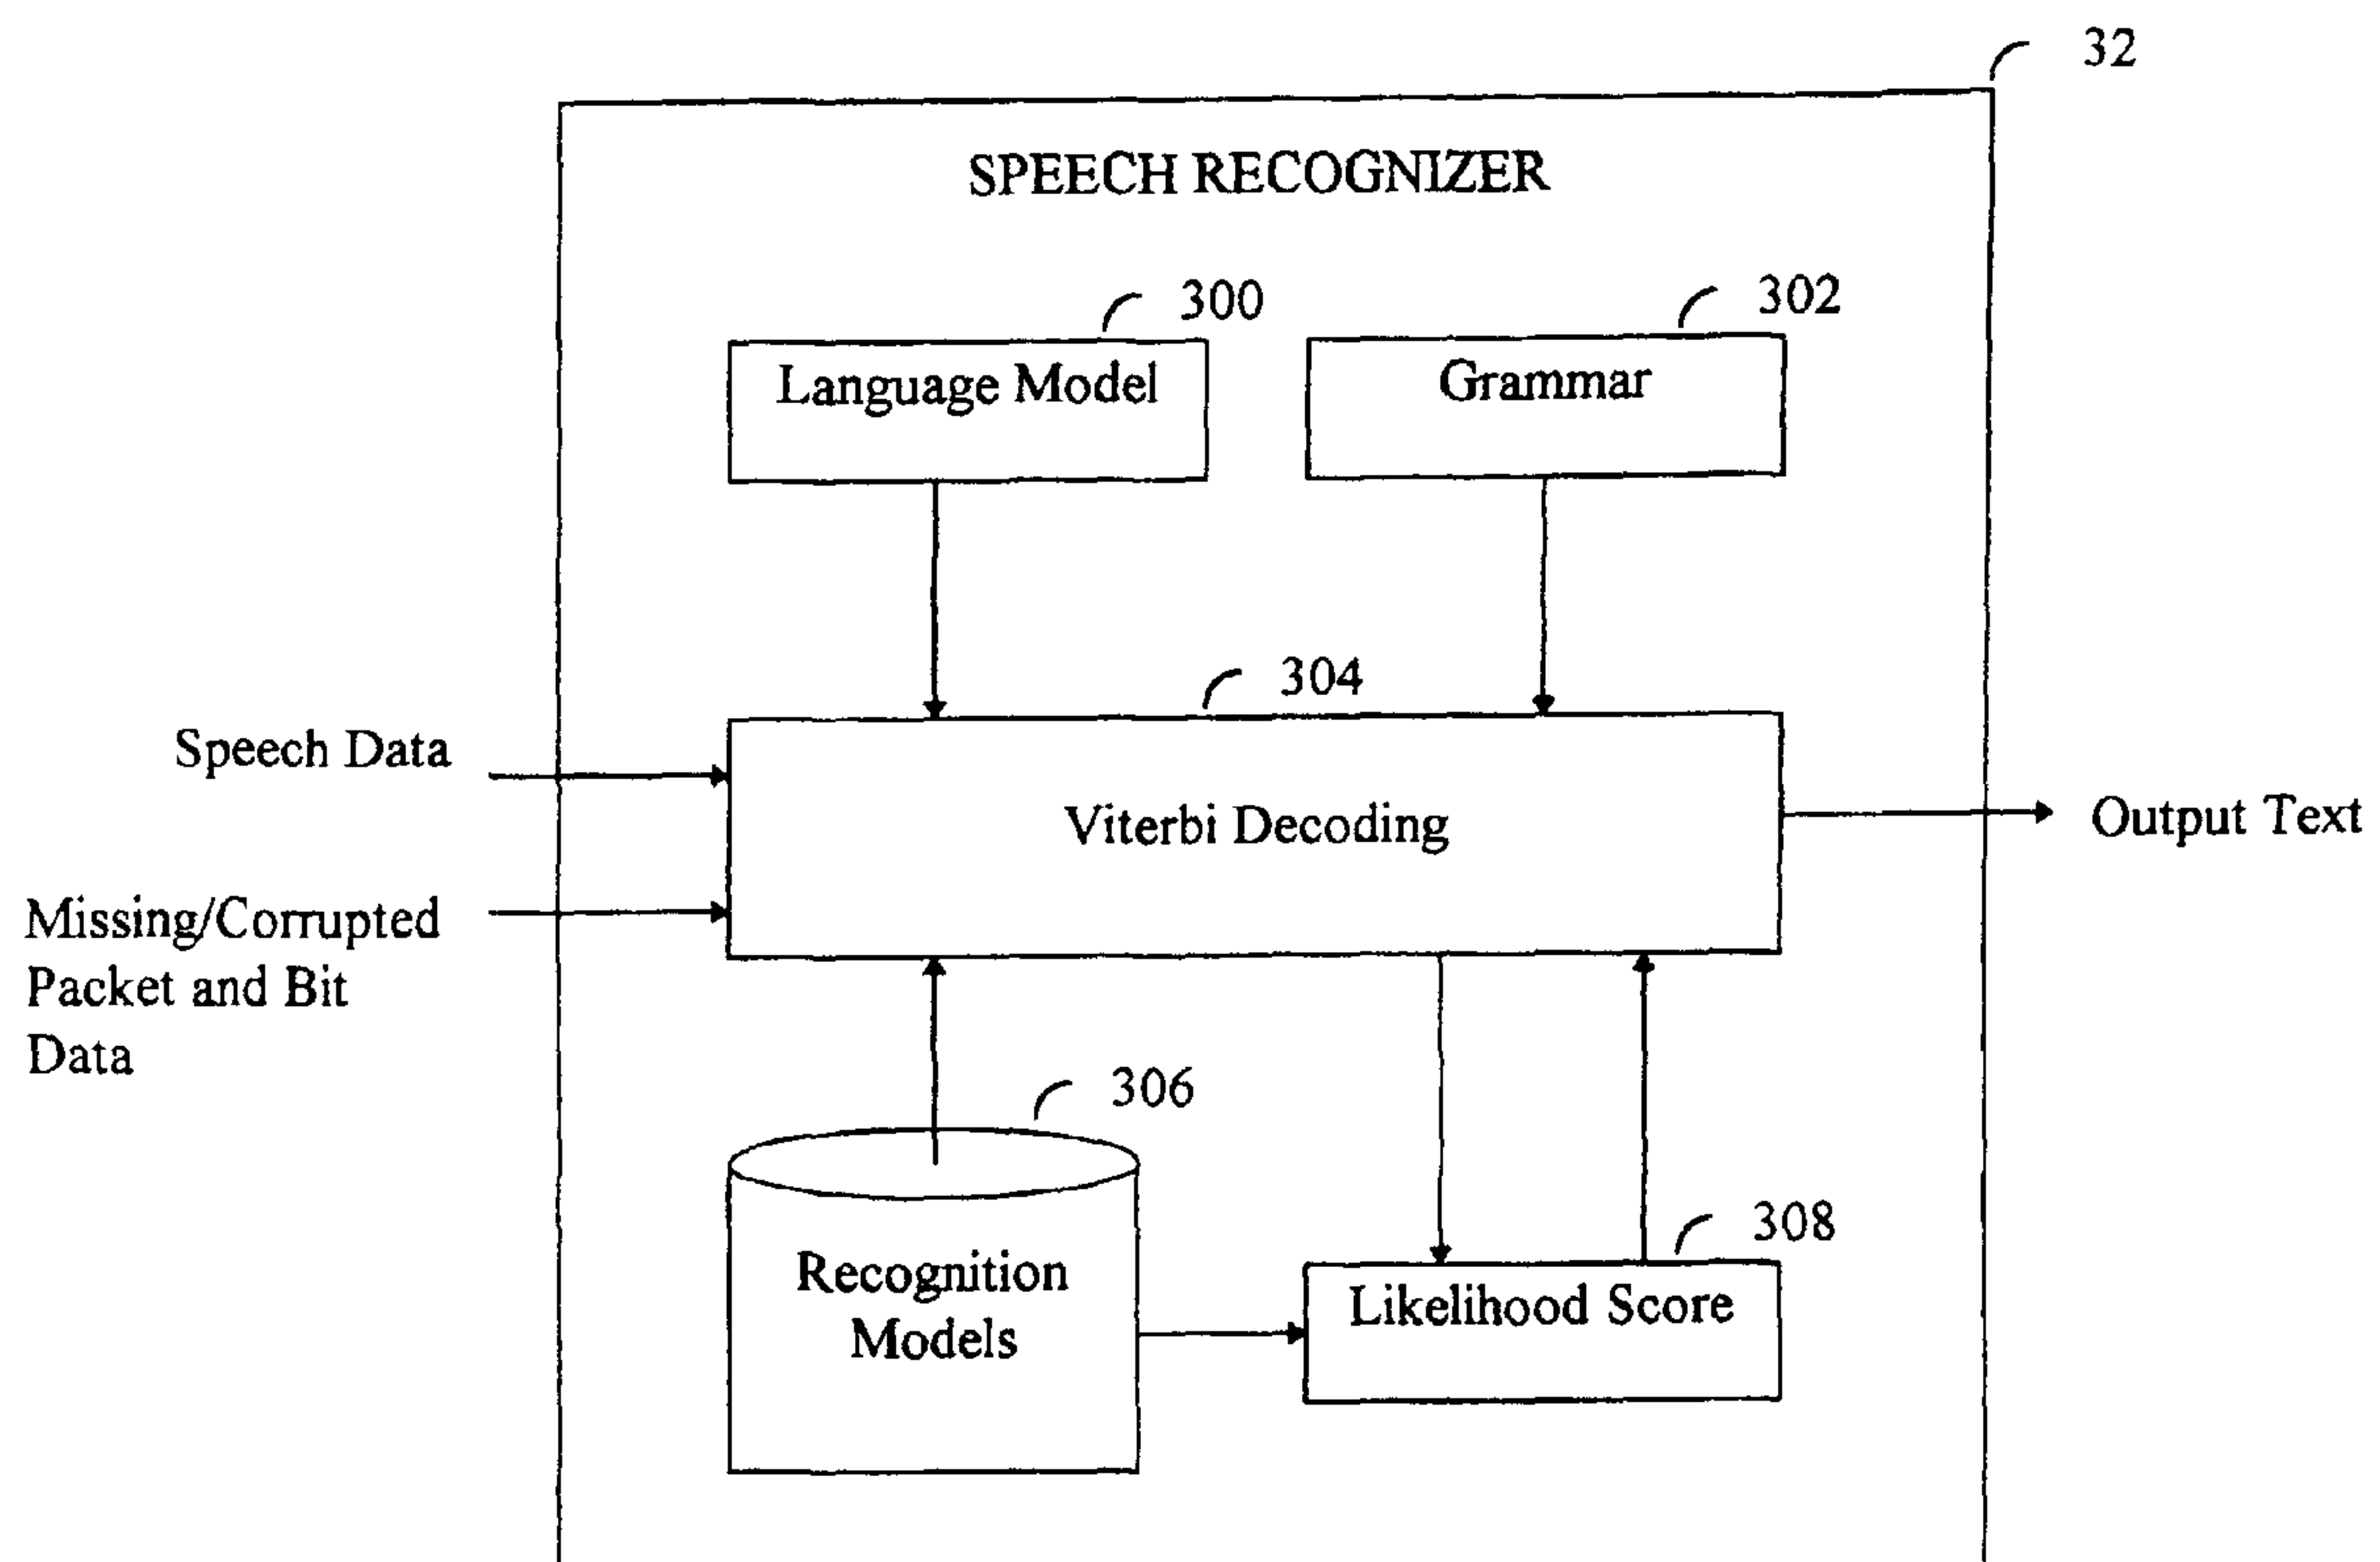 32
SPEECH RECOGNIZER
300
302
Language Model
Grammar
304
Speech Data
Viterbi Decoding
Output Text
Missing/Corrupted
Packet and Bit
Data
306
308
Recognition
Models
Likelihood Score